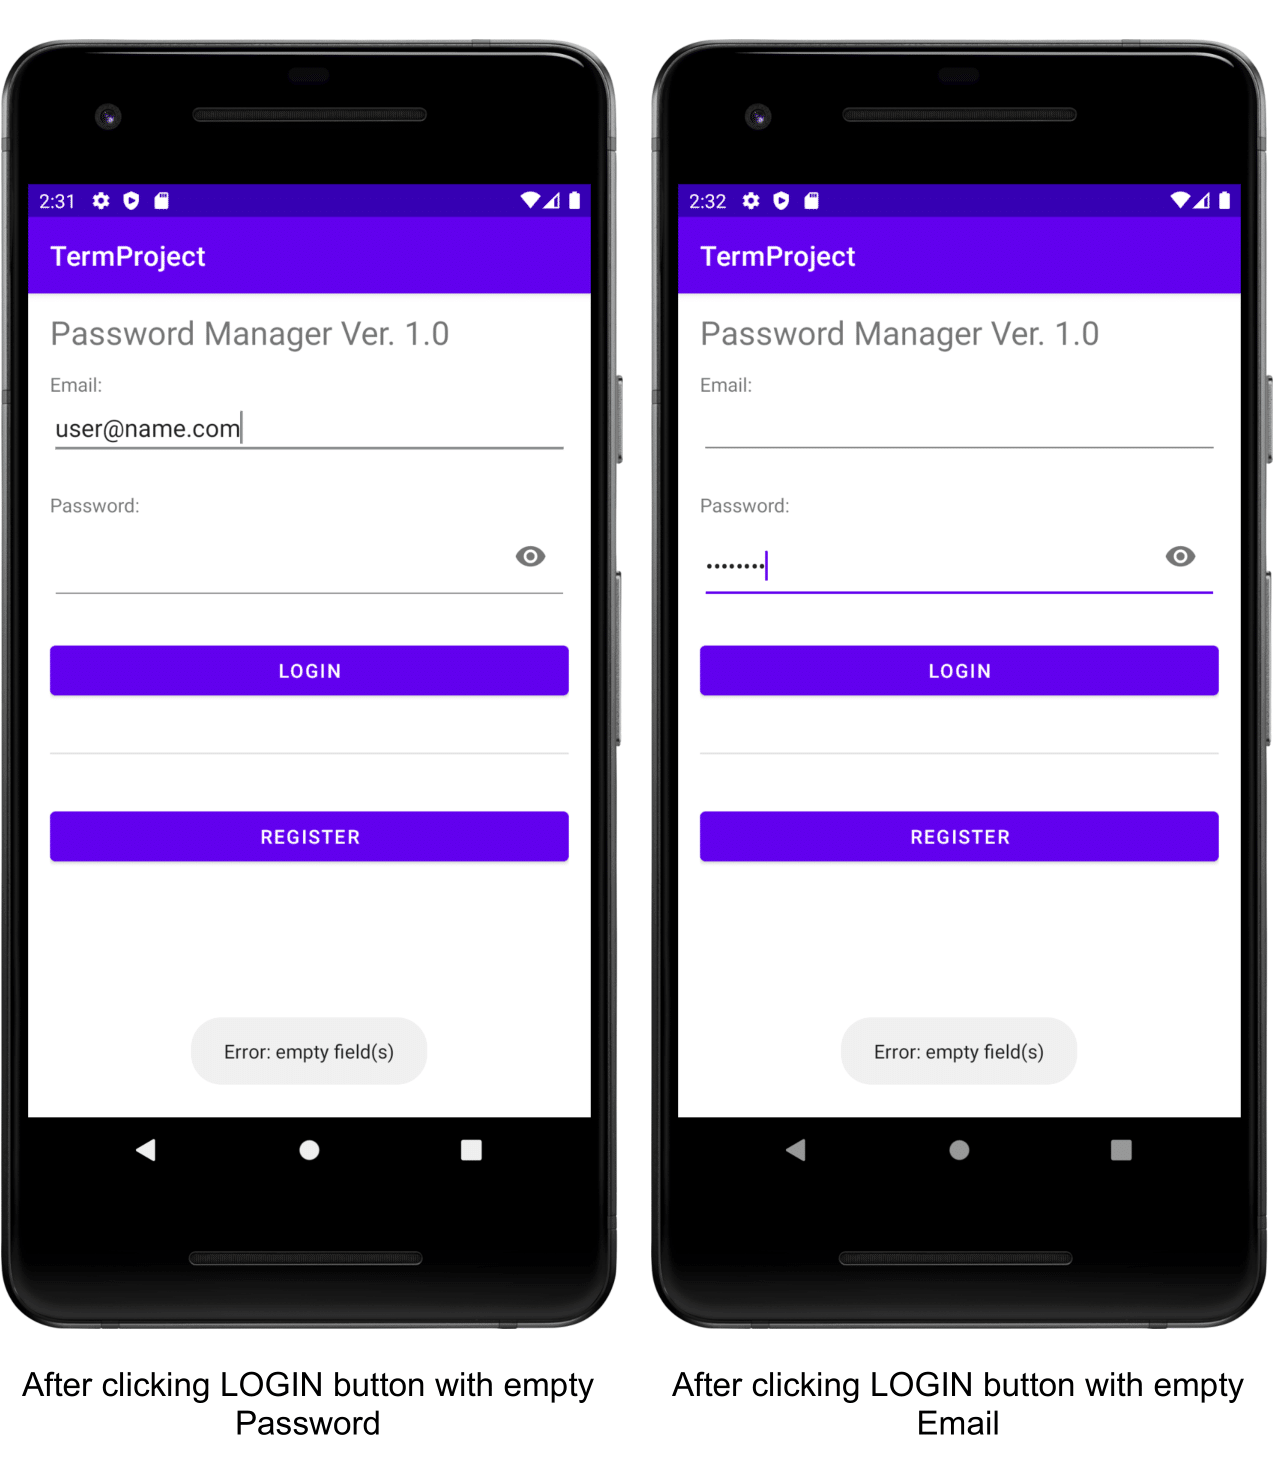 2:31
TermProject
Password Manager Ver. 1.0
Email:
user@name.com
Password:
LOGIN
REGISTER
Error: empty field(s)
After clicking LOGIN button with empty
Password
2:32
TermProject
Password Manager Ver. 1.0
Email:
Password:
••••••••
LOGIN
REGISTER
Error: empty field(s)
After clicking LOGIN button with empty
Email